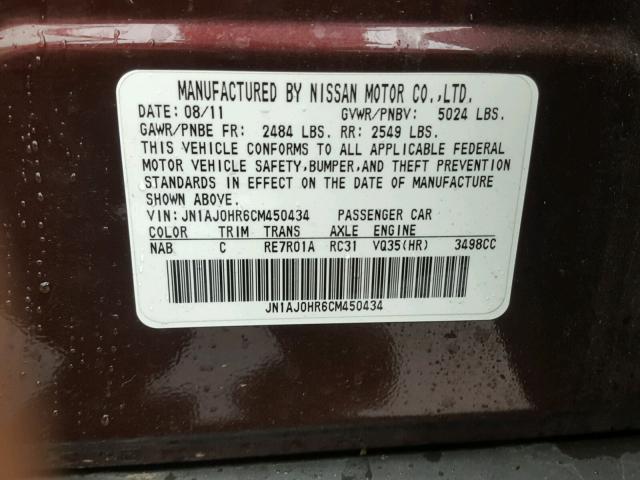 MANUFACTURED BY NISSAN MOTOR CO.,LTD.
DATE: 08/11 GVWR/PNBV: 5024 LBS.
GAWR/PNBE FR: 2484 LBS. RR: 2549 LBS.
THIS VEHICLE CONFORMS TO ALL APPLICABLE FEDERAL
MOTOR VEHICLE SAFETY,BUMPER,AND THEFT PREVENTION
STANDARDS IN EFFECT ON THE DATE OF MANUFACTURE
SHOWN ABOVE.
VIN: JN1AJ0HR6CM450434 PASSENGER CAR
COLOR TRIM TRANS AXLE ENGINE
NAB C RE7R01A RC31 VQ35(HR) 3498CC
JN1AJ0HR6CM450434